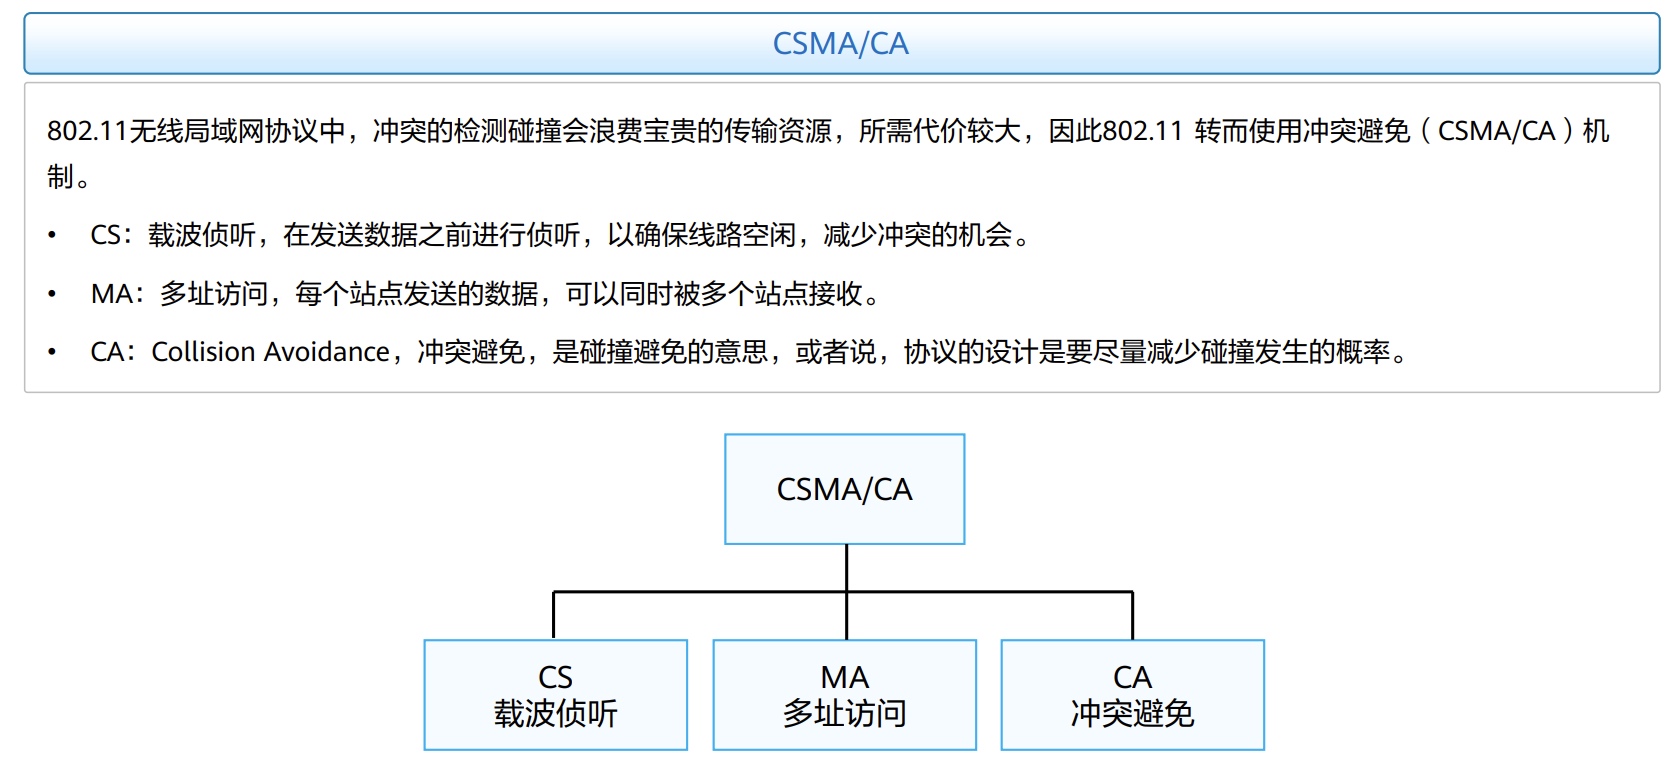 CSMA/CA
802.11无线局域网协议中，冲突的检测碰撞会浪费宝贵的传输资源，所需代价较大，因此802.11 转而使用冲突避免（CSMA/CA）机
制。
• CS：载波侦听，在发送数据之前进行侦听，以确保线路空闲，减少冲突的机会。
• MA：多址访问，每个站点发送的数据，可以同时被多个站点接收。
• CA：Collision Avoidance，冲突避免，是碰撞避免的意思，或者说，协议的设计是要尽量减少碰撞发生的概率。
CSMA/CA
CS
载波侦听
MA
多址访问
CA
冲突避免